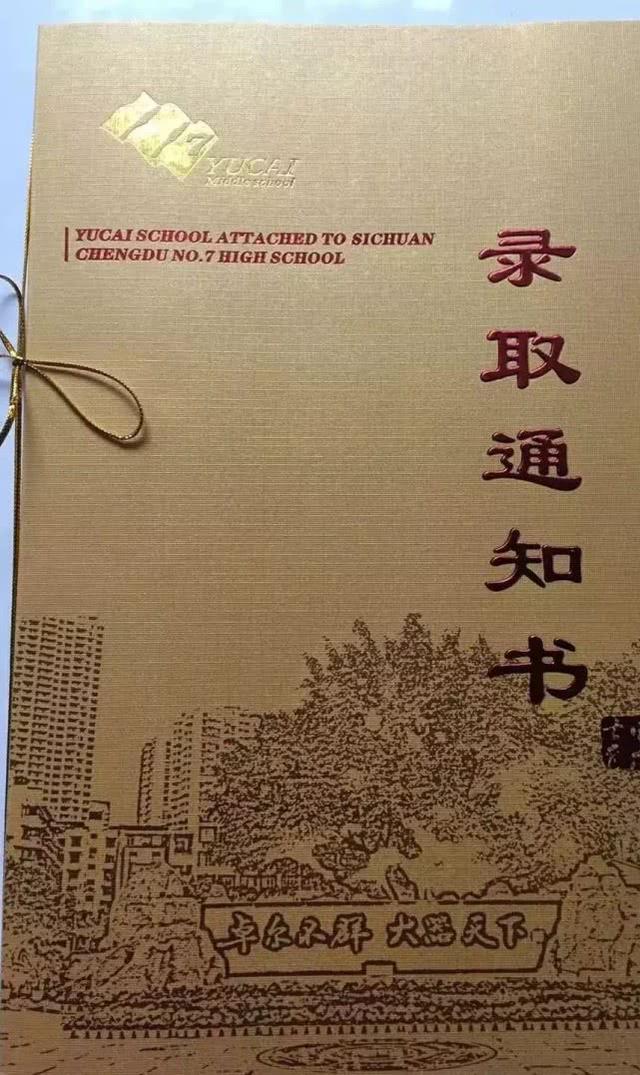 7
YUCAI
Middle school
YUCAI SCHOOL ATTACHED TO SICHUAN
CHENGDU NO.7 HIGH SCHOOL
录取通知书
卓尔不群 大器天下